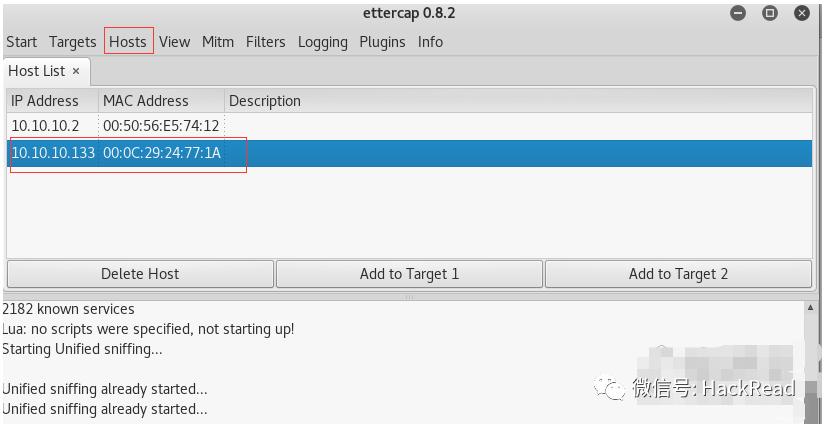 ettercap 0.8.2
Start Targets Hosts View Mitm Filters Logging Plugins Info
Host List ×
IP Address MAC Address Description
10.10.10.2 00:50:56:E5:74:12
10.10.10.133 00:0C:29:24:77:1A
Delete Host Add to Target 1 Add to Target 2
2182 known services
Lua: no scripts were specified, not starting up!
Starting Unified sniffing...
Unified sniffing already started...
Unified sniffing already started...
微信号: HackRead